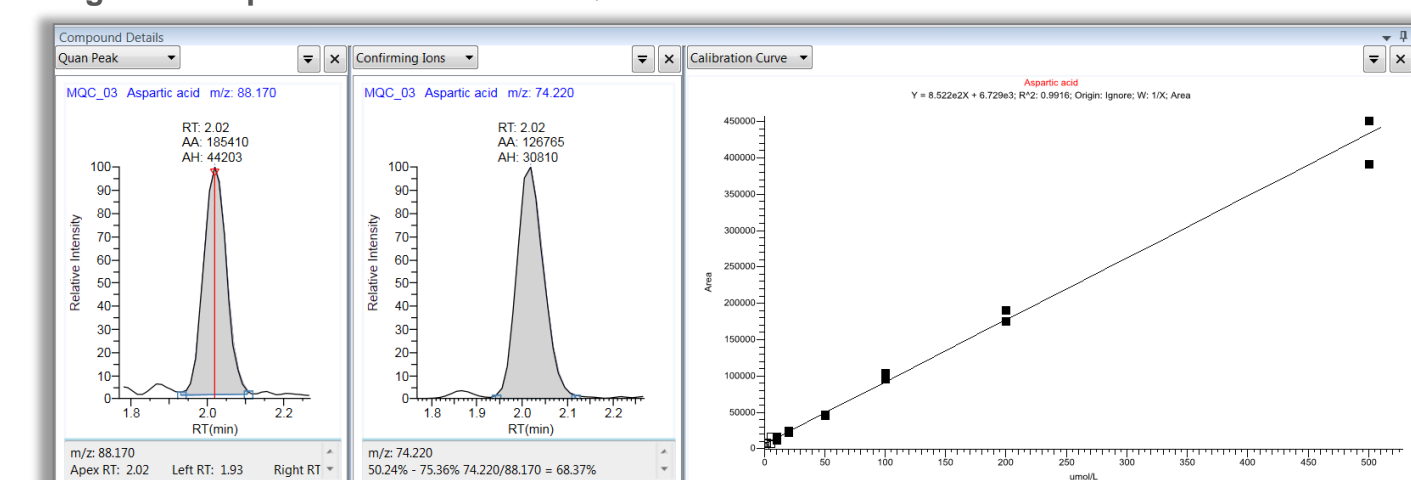 Compound Details
Quan Peak
Confirming Ions
Calibration Curve
MQC_03 Aspartic acid m/z: 88.170
RT: 2.02
AA: 185410
AH: 44203
100
90
80
70
60
50
40
30
20
10
0
Relative Intensity
1.8 2.0 2.2
RT(min)
m/z: 88.170
Apex RT: 2.02 Left RT: 1.93 Right RT
MQC_03 Aspartic acid m/z: 74.220
RT: 2.02
AA: 126765
AH: 30810
100
90
80
70
60
50
40
30
20
10
0
Relative Intensity
1.8 1.9 2.0 2.1 2.2
RT(min)
m/z: 74.220
50.24% - 75.36% 74.220/88.170 = 68.37%
Aspartic acid
Y = 8.522e2X + 6.729e3; R^2: 0.9916; Origin: Ignore; W: 1/X; Area
450000
400000
350000
300000
250000
200000
150000
100000
50000
0
Area
0 50 100 150 200 250 300 350 400 450 500
umol/L